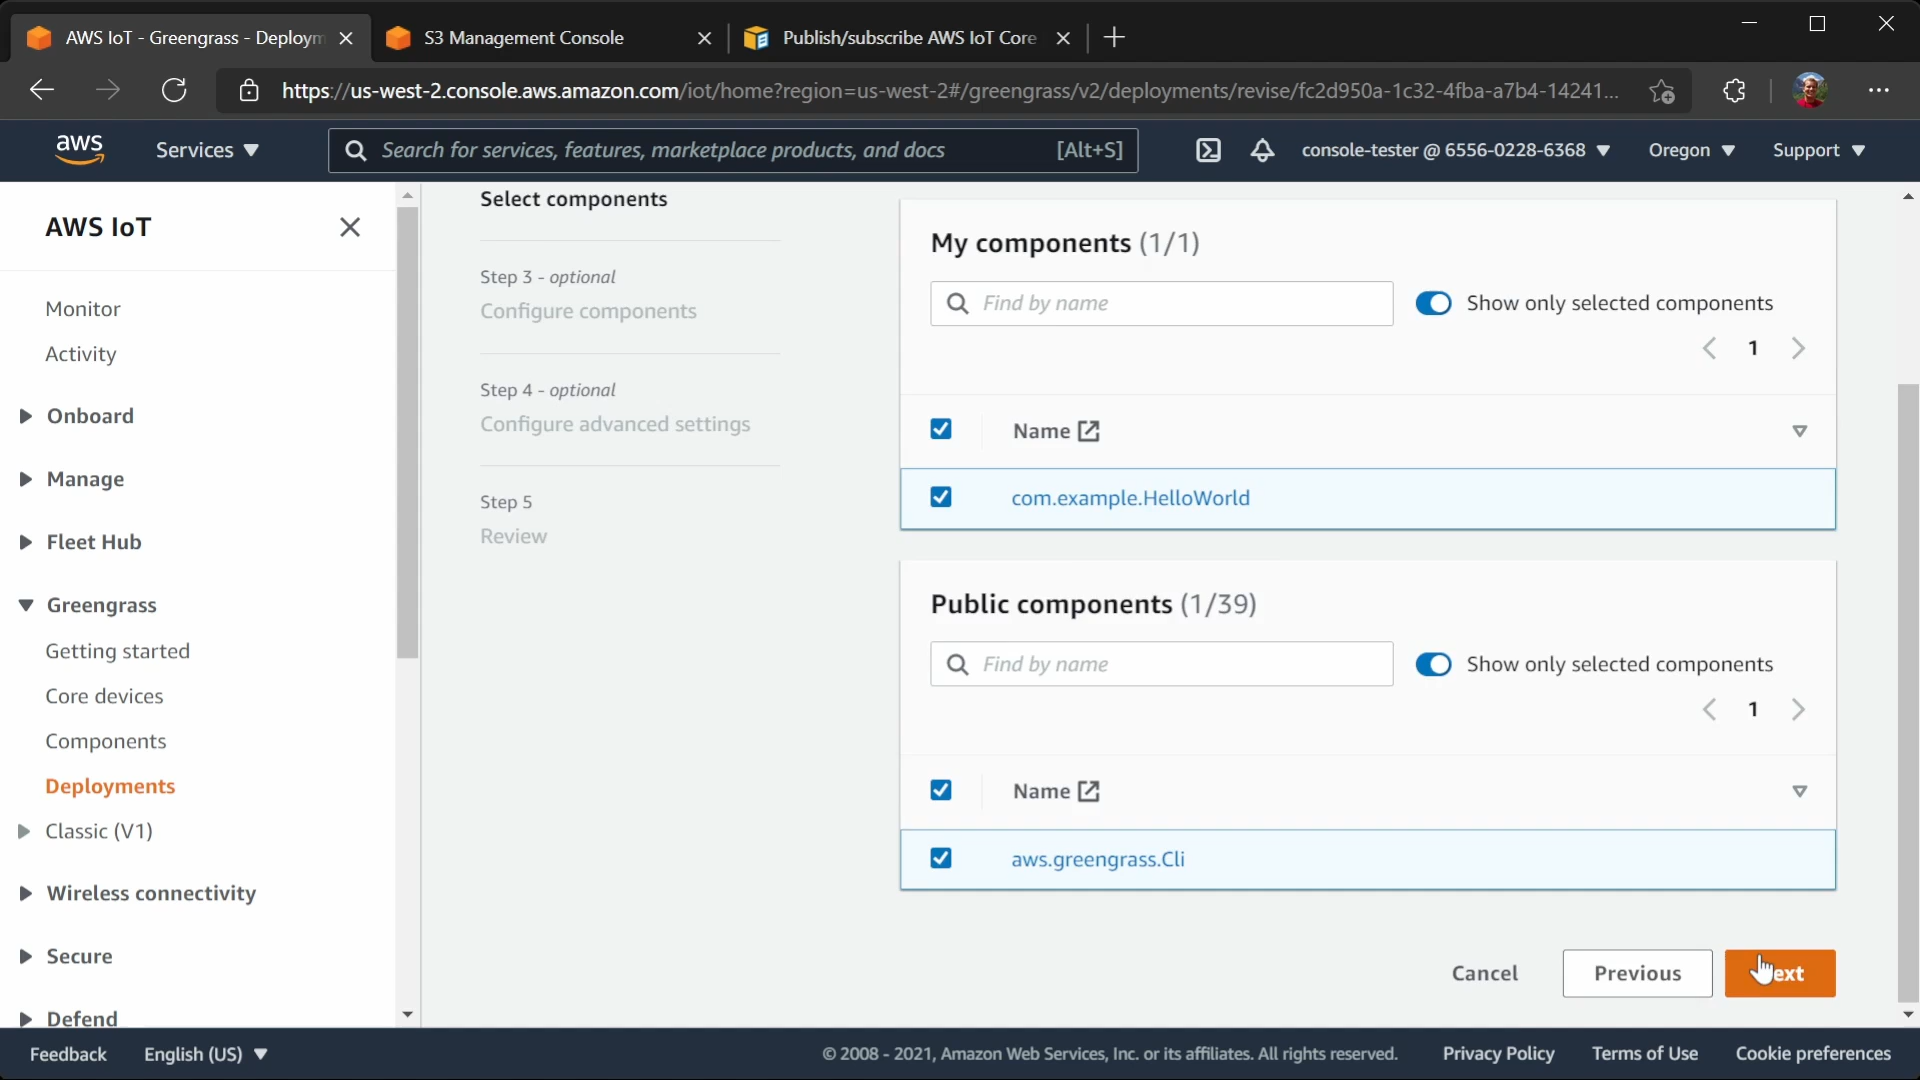 AWS IoT - Greengrass - Deploym
S3 Management Console
Publish/subscribe AWS IoT Core
https://us-west-2.console.aws.amazon.com/iot/home?region=us-west-2#/greengrass/v2/deployments/revise/fc2d950a-1c32-4fba-a7b4-14241...
aws
Services
Search for services, features, marketplace products, and docs
[Alt+S]
console-tester @ 6556-0228-6368
Oregon
Support
AWS IoT
Monitor
Activity
Onboard
Manage
Fleet Hub
Greengrass
Getting started
Core devices
Components
Deployments
Classic (V1)
Wireless connectivity
Secure
Defend
Select components
Step 3 - optional
Configure components
Step 4 - optional
Configure advanced settings
Step 5
Review
My components (1/1)
Find by name
Show only selected components
1
Name
com.example.HelloWorld
Public components (1/39)
Find by name
Show only selected components
1
Name
aws.greengrass.Cli
Cancel
Previous
Next
Feedback
English (US)
© 2008 - 2021, Amazon Web Services, Inc. or its affiliates. All rights reserved.
Privacy Policy
Terms of Use
Cookie preferences